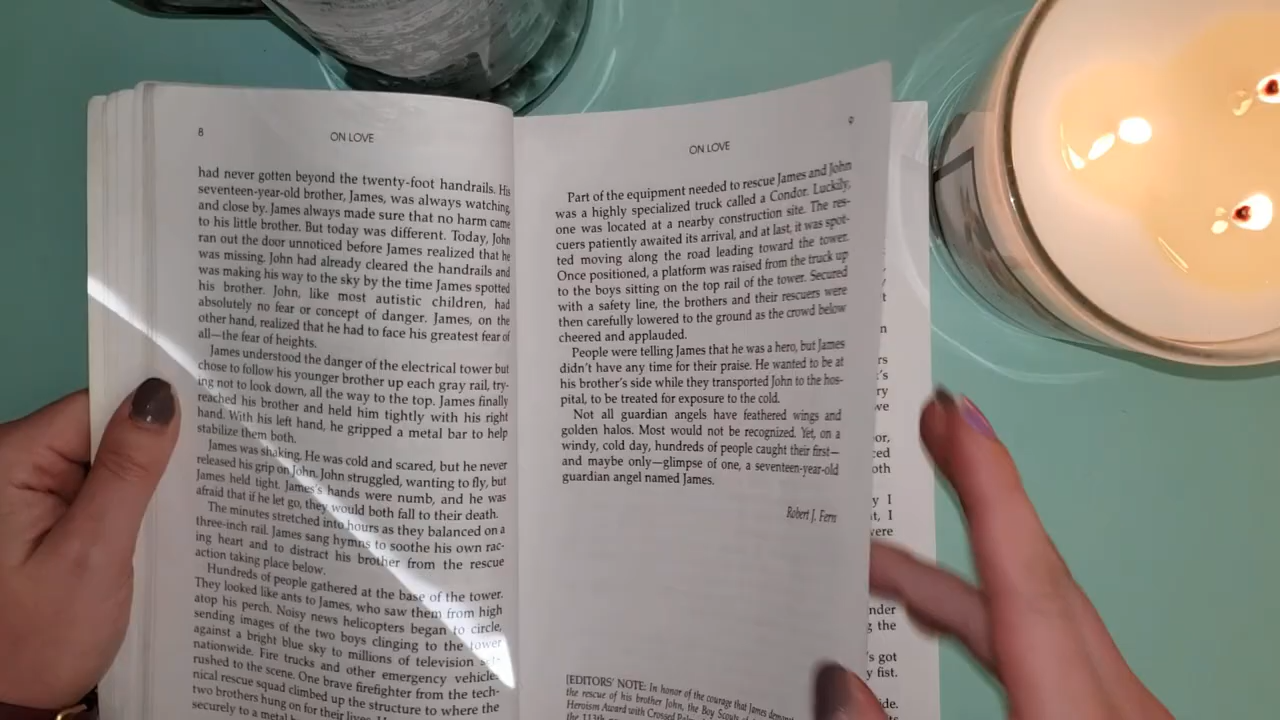 8
ON LOVE
had never gotten beyond the twenty-foot handrails. His
seventeen-year-old brother, James, was always watching,
and close by. James always made sure that no harm came
to his little brother. But today was different. Today, John
ran out the door unnoticed before James realized that he
was missing. John had already cleared the handrails and
was making his way to the sky by the time James spotted
his brother. John, like most autistic children, had
absolutely no fear or concept of danger. James, on the
other hand, realized that he had to face his greatest fear of
all—the fear of heights.
James understood the danger of the electrical tower but
chose to follow his younger brother up each gray rail, try-
ing not to look down, all the way to the top. James finally
reached his brother and held him tightly with his right
hand. With his left hand, he gripped a metal bar to help
stabilize them both.
James was shaking. He was cold and scared, but he never
released his grip on John. John struggled, wanting to fly, but
James held tight. James's hands were numb, and he was
afraid that if he let go, they would both fall to their death.
The minutes stretched into hours as they balanced on a
three-inch rail. James sang hymns to soothe his own rac-
ing heart and to distract his brother from the rescue
action taking place below.
Hundreds of people gathered at the base of the tower.
They looked like ants to James, who saw them from high
atop his perch. Noisy news helicopters began to circle,
sending images of the two boys clinging to the tower
against a bright blue sky to millions of television
nationwide. Fire trucks and other emergency vehicles
rushed to the scene. One brave firefighter from the tech-
nical rescue squad climbed up the structure to where the
two brothers hung on for their lives.
securely to a metal
9
ON LOVE
Part of the equipment needed to rescue James and John
was a highly specialized truck called a Condor. Luckily,
one was located at a nearby construction site. The res-
cuers patiently awaited its arrival, and at last, it was spot-
ted moving along the road leading toward the tower.
Once positioned, a platform was raised from the truck up
to the boys sitting on the top rail of the tower. Secured
with a safety line, the brothers and their rescuers were
then carefully lowered to the ground as the crowd below
cheered and applauded.
People were telling James that he was a hero, but James
didn't have any time for their praise. He wanted to be at
his brother's side while they transported John to the hos-
pital, to be treated for exposure to the cold.
Not all guardian angels have feathered wings and
golden halos. Most would not be recognized. Yet, on a
windy, cold day, hundreds of people caught their first—
and maybe only—glimpse of one, a seventeen-year-old
guardian angel named James.
Robert J. Fern
[EDITORS' NOTE: In honor of the courage that James
the rescue of his brother John, the Boy Scouts
Heroism Award with Crossed
the 113th